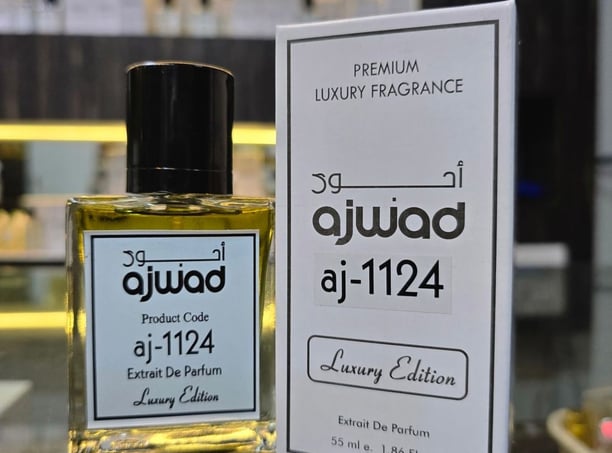 أجود
ajwad
Product Code
aj-1124
Extrait De Parfum
Luxury Edition
PREMIUM
LUXURY FRAGRANCE
أجود
ajwad
aj-1124
Luxury Edition
Extrait De Parfum
55 ml e. 1.86